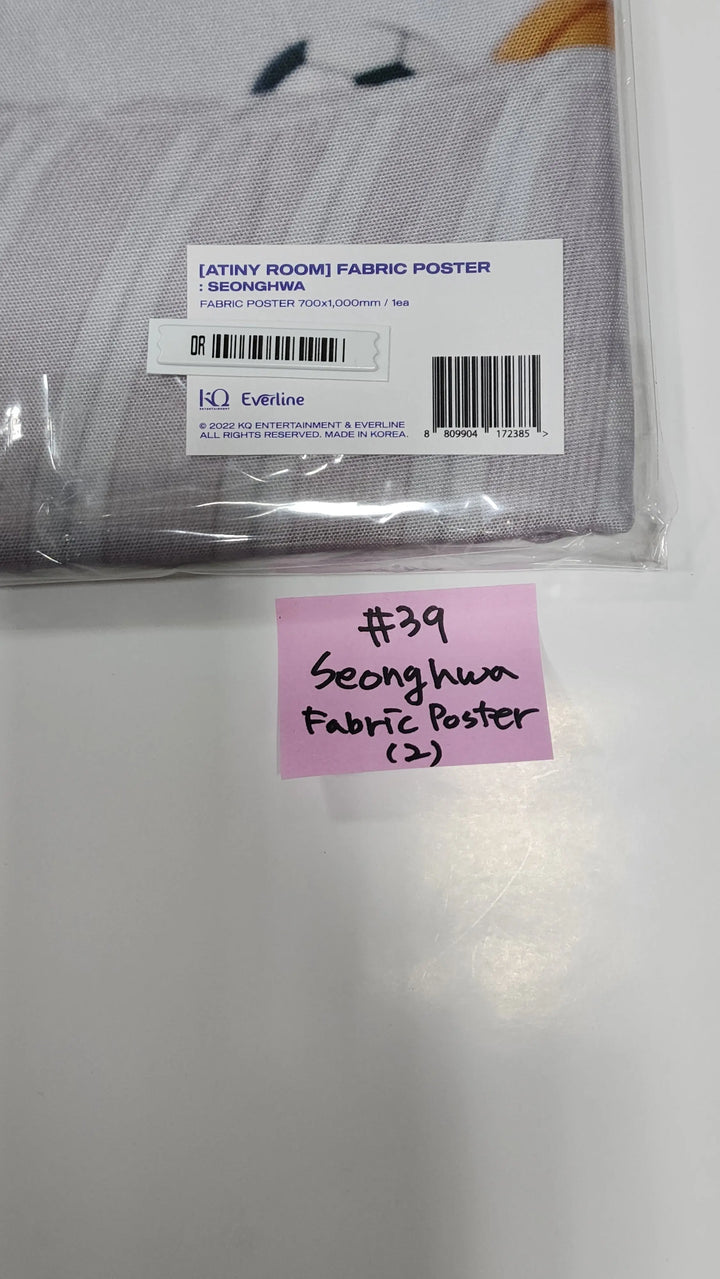 [ATINY ROOM] FABRIC POSTER
: SEONGHWA
FABRIC POSTER 700x1,000mm / 1ea
OR
KQ ENTERTAINMENT Everline
© 2022 KQ ENTERTAINMENT & EVERLINE
ALL RIGHTS RESERVED. MADE IN KOREA.
8 809904 172385 >
#39
Seonghwa
Fabric Poster
(2)